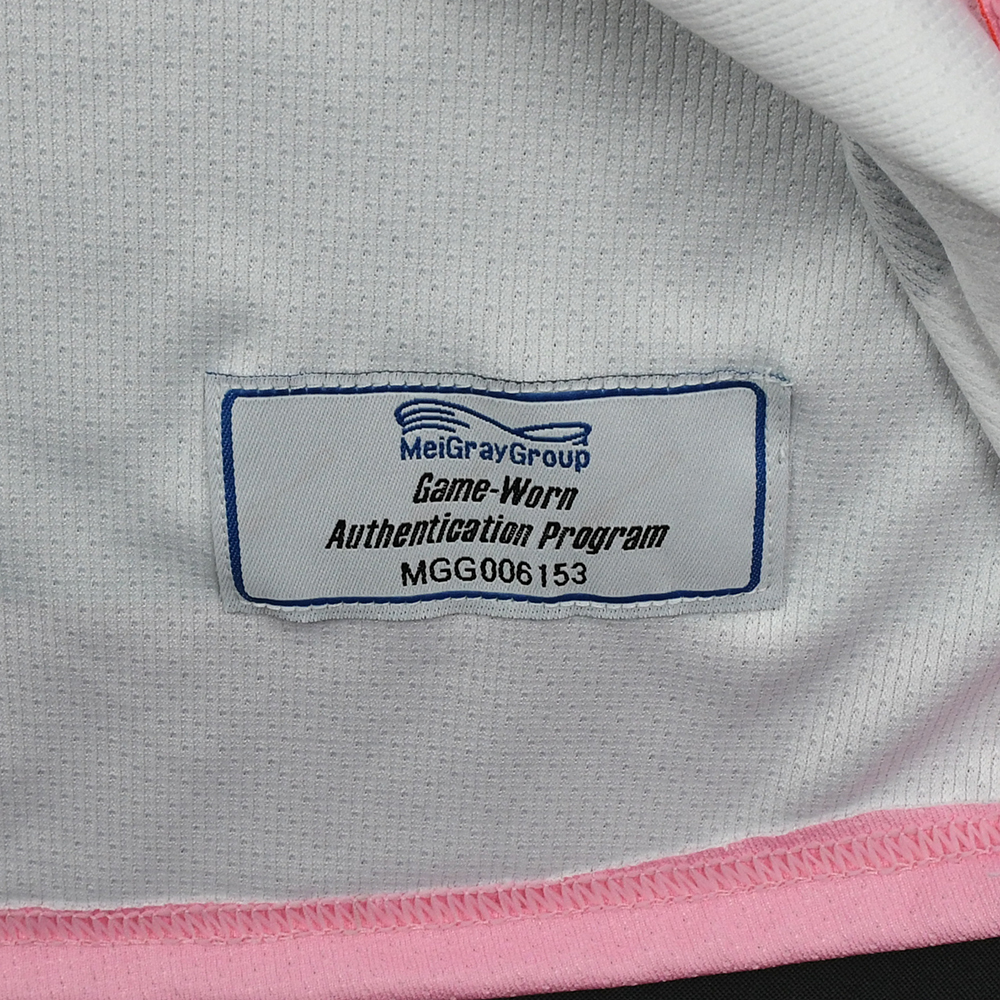 MeiGrayGroup
Game-Worn
Authentication Program
MGG006153